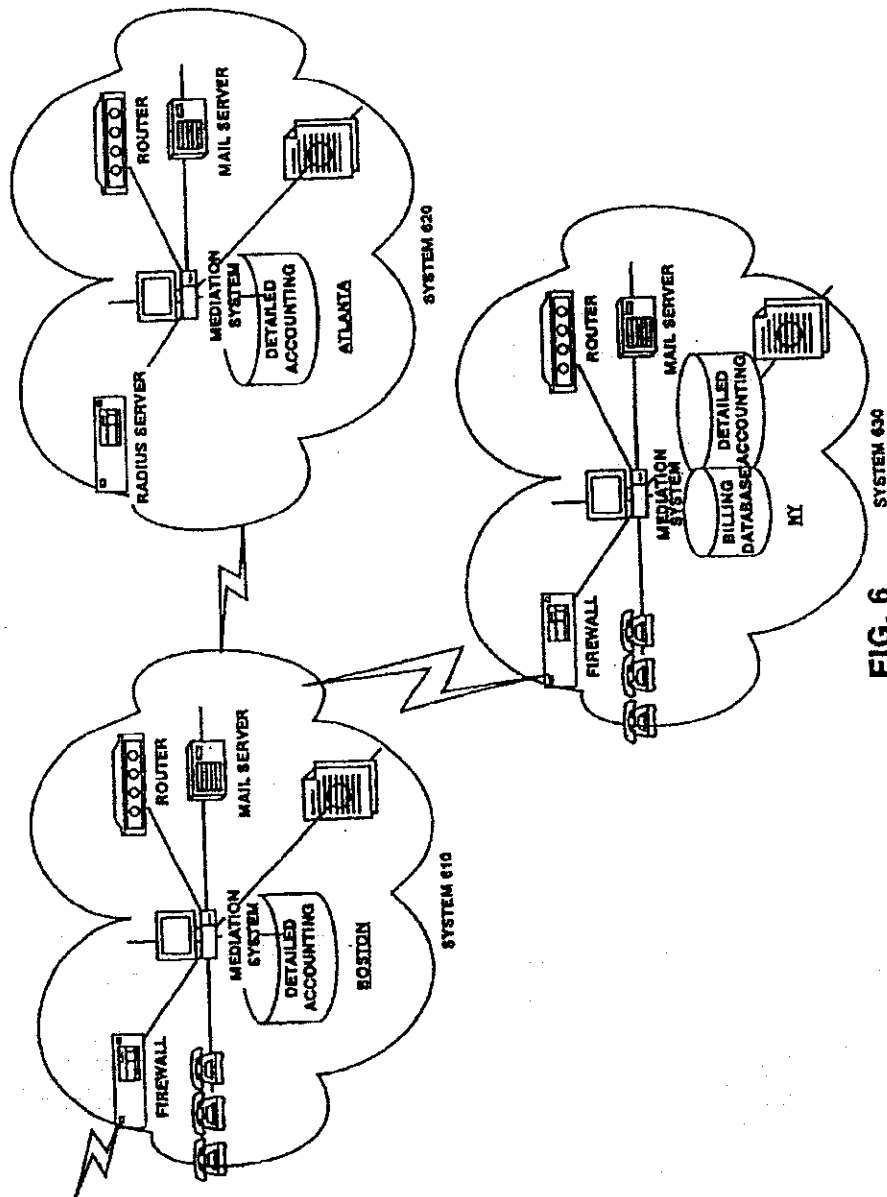 FIREWALL
ROUTER
MAIL SERVER
MEDIATION
SYSTEM
DETAILED
ACCOUNTING
BOSTON
SYSTEM 610
RADIUS SERVER
ROUTER
MAIL SERVER
MEDIATION
SYSTEM
DETAILED
ACCOUNTING
ATLANTA
SYSTEM 620
FIREWALL
ROUTER
MAIL SERVER
MEDIATION
SYSTEM
BILLING
DATABASE
DETAILED
ACCOUNTING
NY
SYSTEM 630
FIG. 6